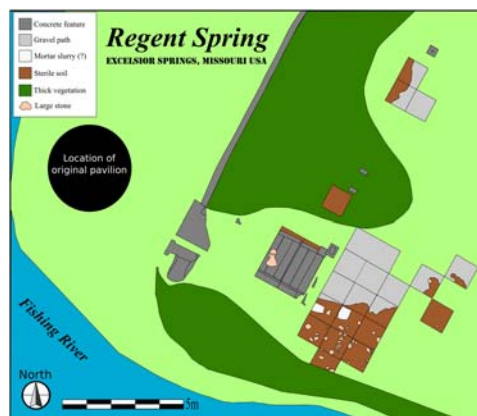 Concrete feature
Gravel path
Mortar slurry (?)
Sterile soil
Thick vegetation
Large stone
Regent Spring
EXCELSIOR SPRINGS, MISSOURI USA
Location of
original pavilion
Fishing River
North
5m